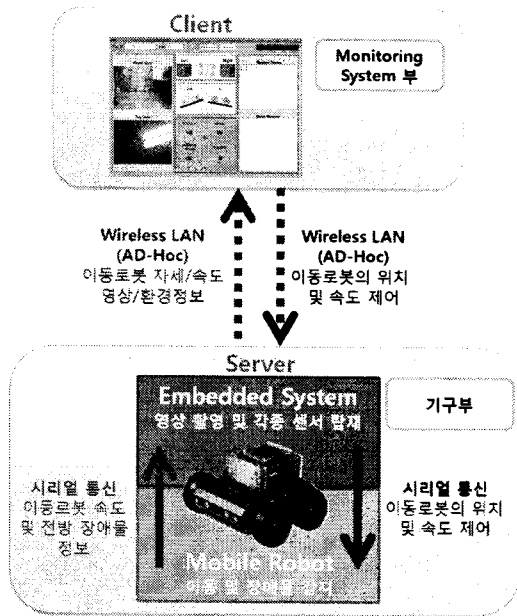 Client
Monitoring
System 부
Wireless LAN
(AD-Hoc)
이동로봇 자세/속도
영상/환경정보
Wireless LAN
(AD-Hoc)
이동로봇의 위치
및 속도 제어
Server
Embedded System
영상 촬영 및 각종 센서 탑재
기구부
시리얼 통신
이동로봇 속도
및 전방 장애물
정보
시리얼 통신
이동로봇의 위치
및 속도 제어
Mobile Robot
이동 및 장애물 감지